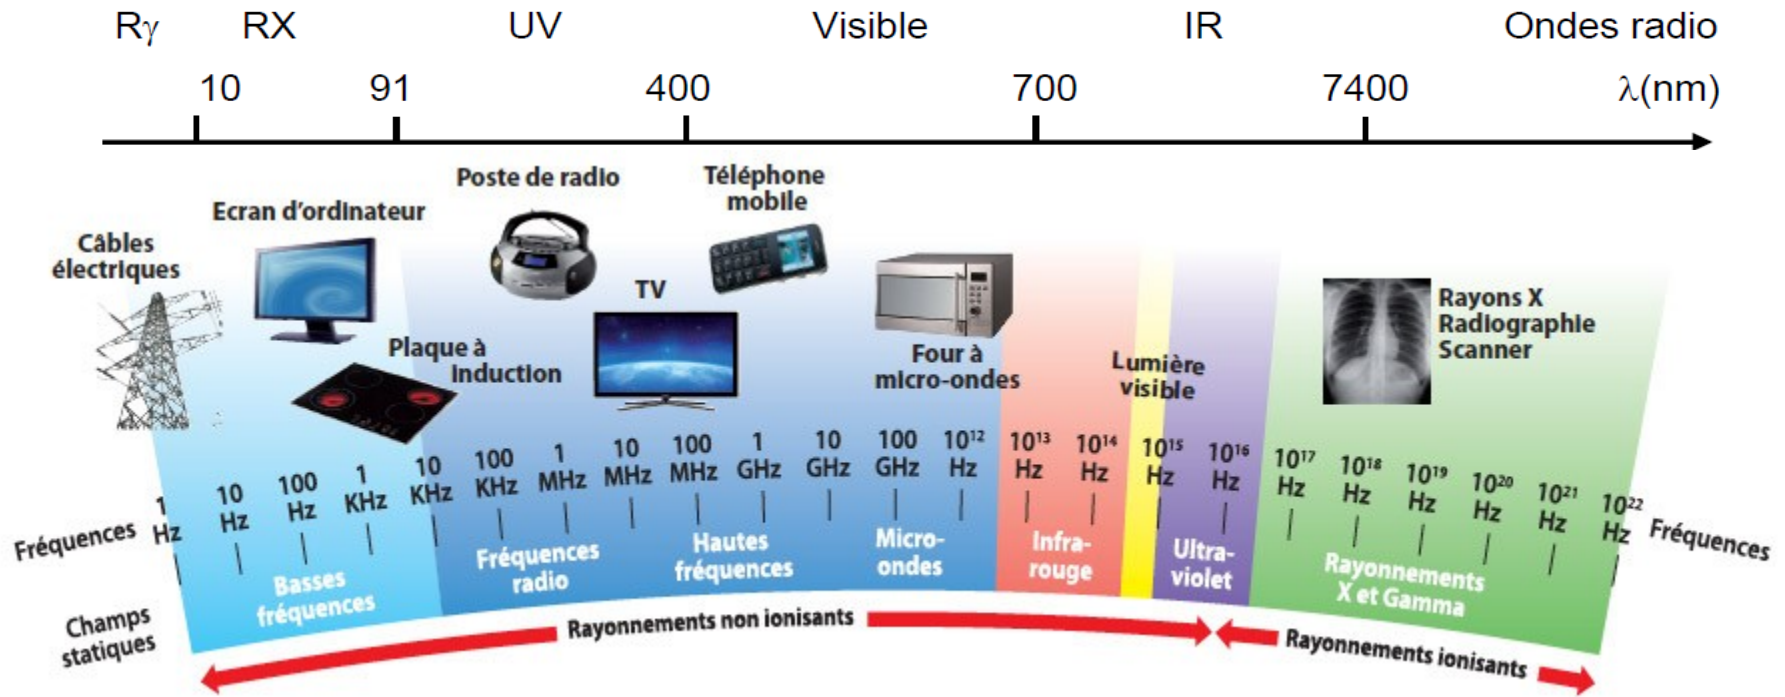 Rγ RX UV Visible IR Ondes radio
10 91 400 700 7400 λ(nm)
Poste de radio
Téléphone
mobile
Ecran d'ordinateur
Câbles
électriques
TV
Plaque à
Induction
Four à
micro-ondes
Lumière
visible
Rayons X
Radiographie
Scanner
Fréquences
1
Hz
10
Hz
100
Hz
1
KHz
10
KHz
100
KHz
1
MHz
10
MHz
100
MHz
1
GHz
10
GHz
100
GHz
10¹²
Hz
10¹³
Hz
10¹⁴
Hz
10¹⁵
Hz
10¹⁶
Hz
10¹⁷
Hz
10¹⁸
Hz
10¹⁹
Hz
10²⁰
Hz
10²¹
Hz
10²²
Hz
Fréquences
Champs
statiques
Basses
fréquences
Fréquences
radio
Hautes
fréquences
Micro-
ondes
Infra-
rouge
Ultra-
violet
Rayonnements
X et Gamma
Rayonnements non ionisants
Rayonnements ionisants